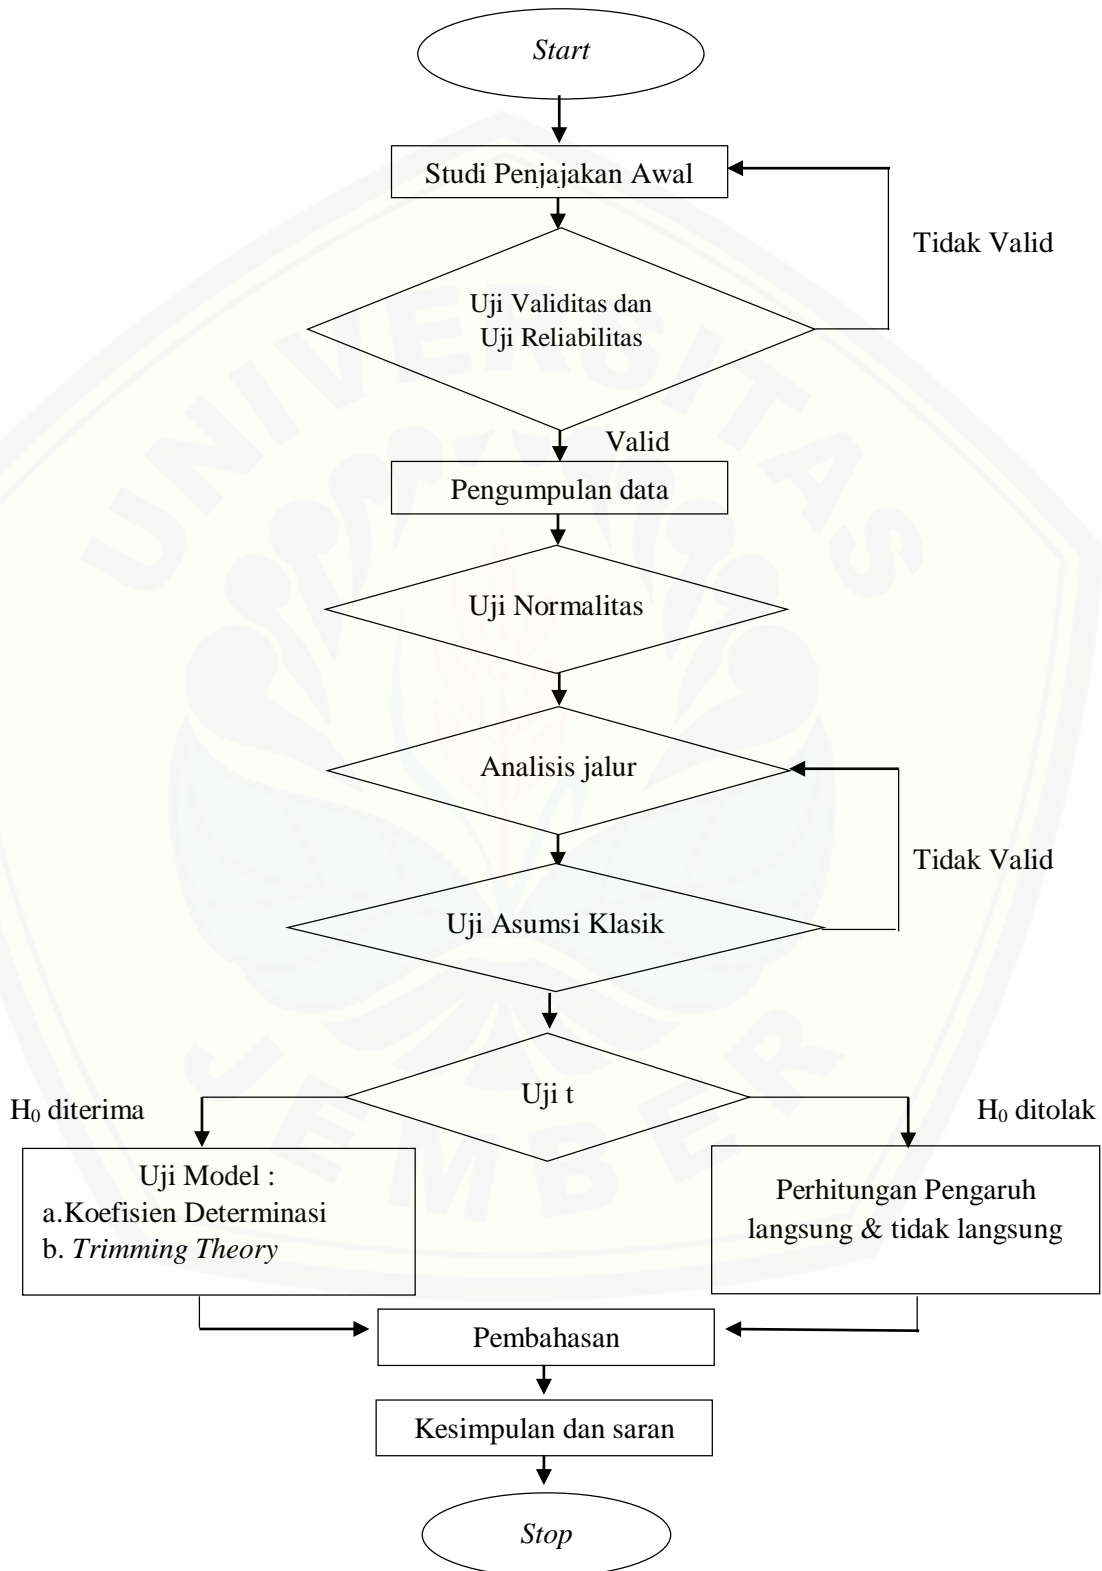 Start
Studi Penjajakan Awal
Tidak Valid
Uji Validitas dan
Uji Reliabilitas
Valid
Pengumpulan data
Uji Normalitas
Analisis jalur
Tidak Valid
Uji Asumsi Klasik
Uji t
H₀ diterima
H₀ ditolak
Uji Model :
a.Koefisien Determinasi
b. Trimming Theory
Perhitungan Pengaruh
langsung & tidak langsung
Pembahasan
Kesimpulan dan saran
Stop
UNIVERSITAS
JEMBER